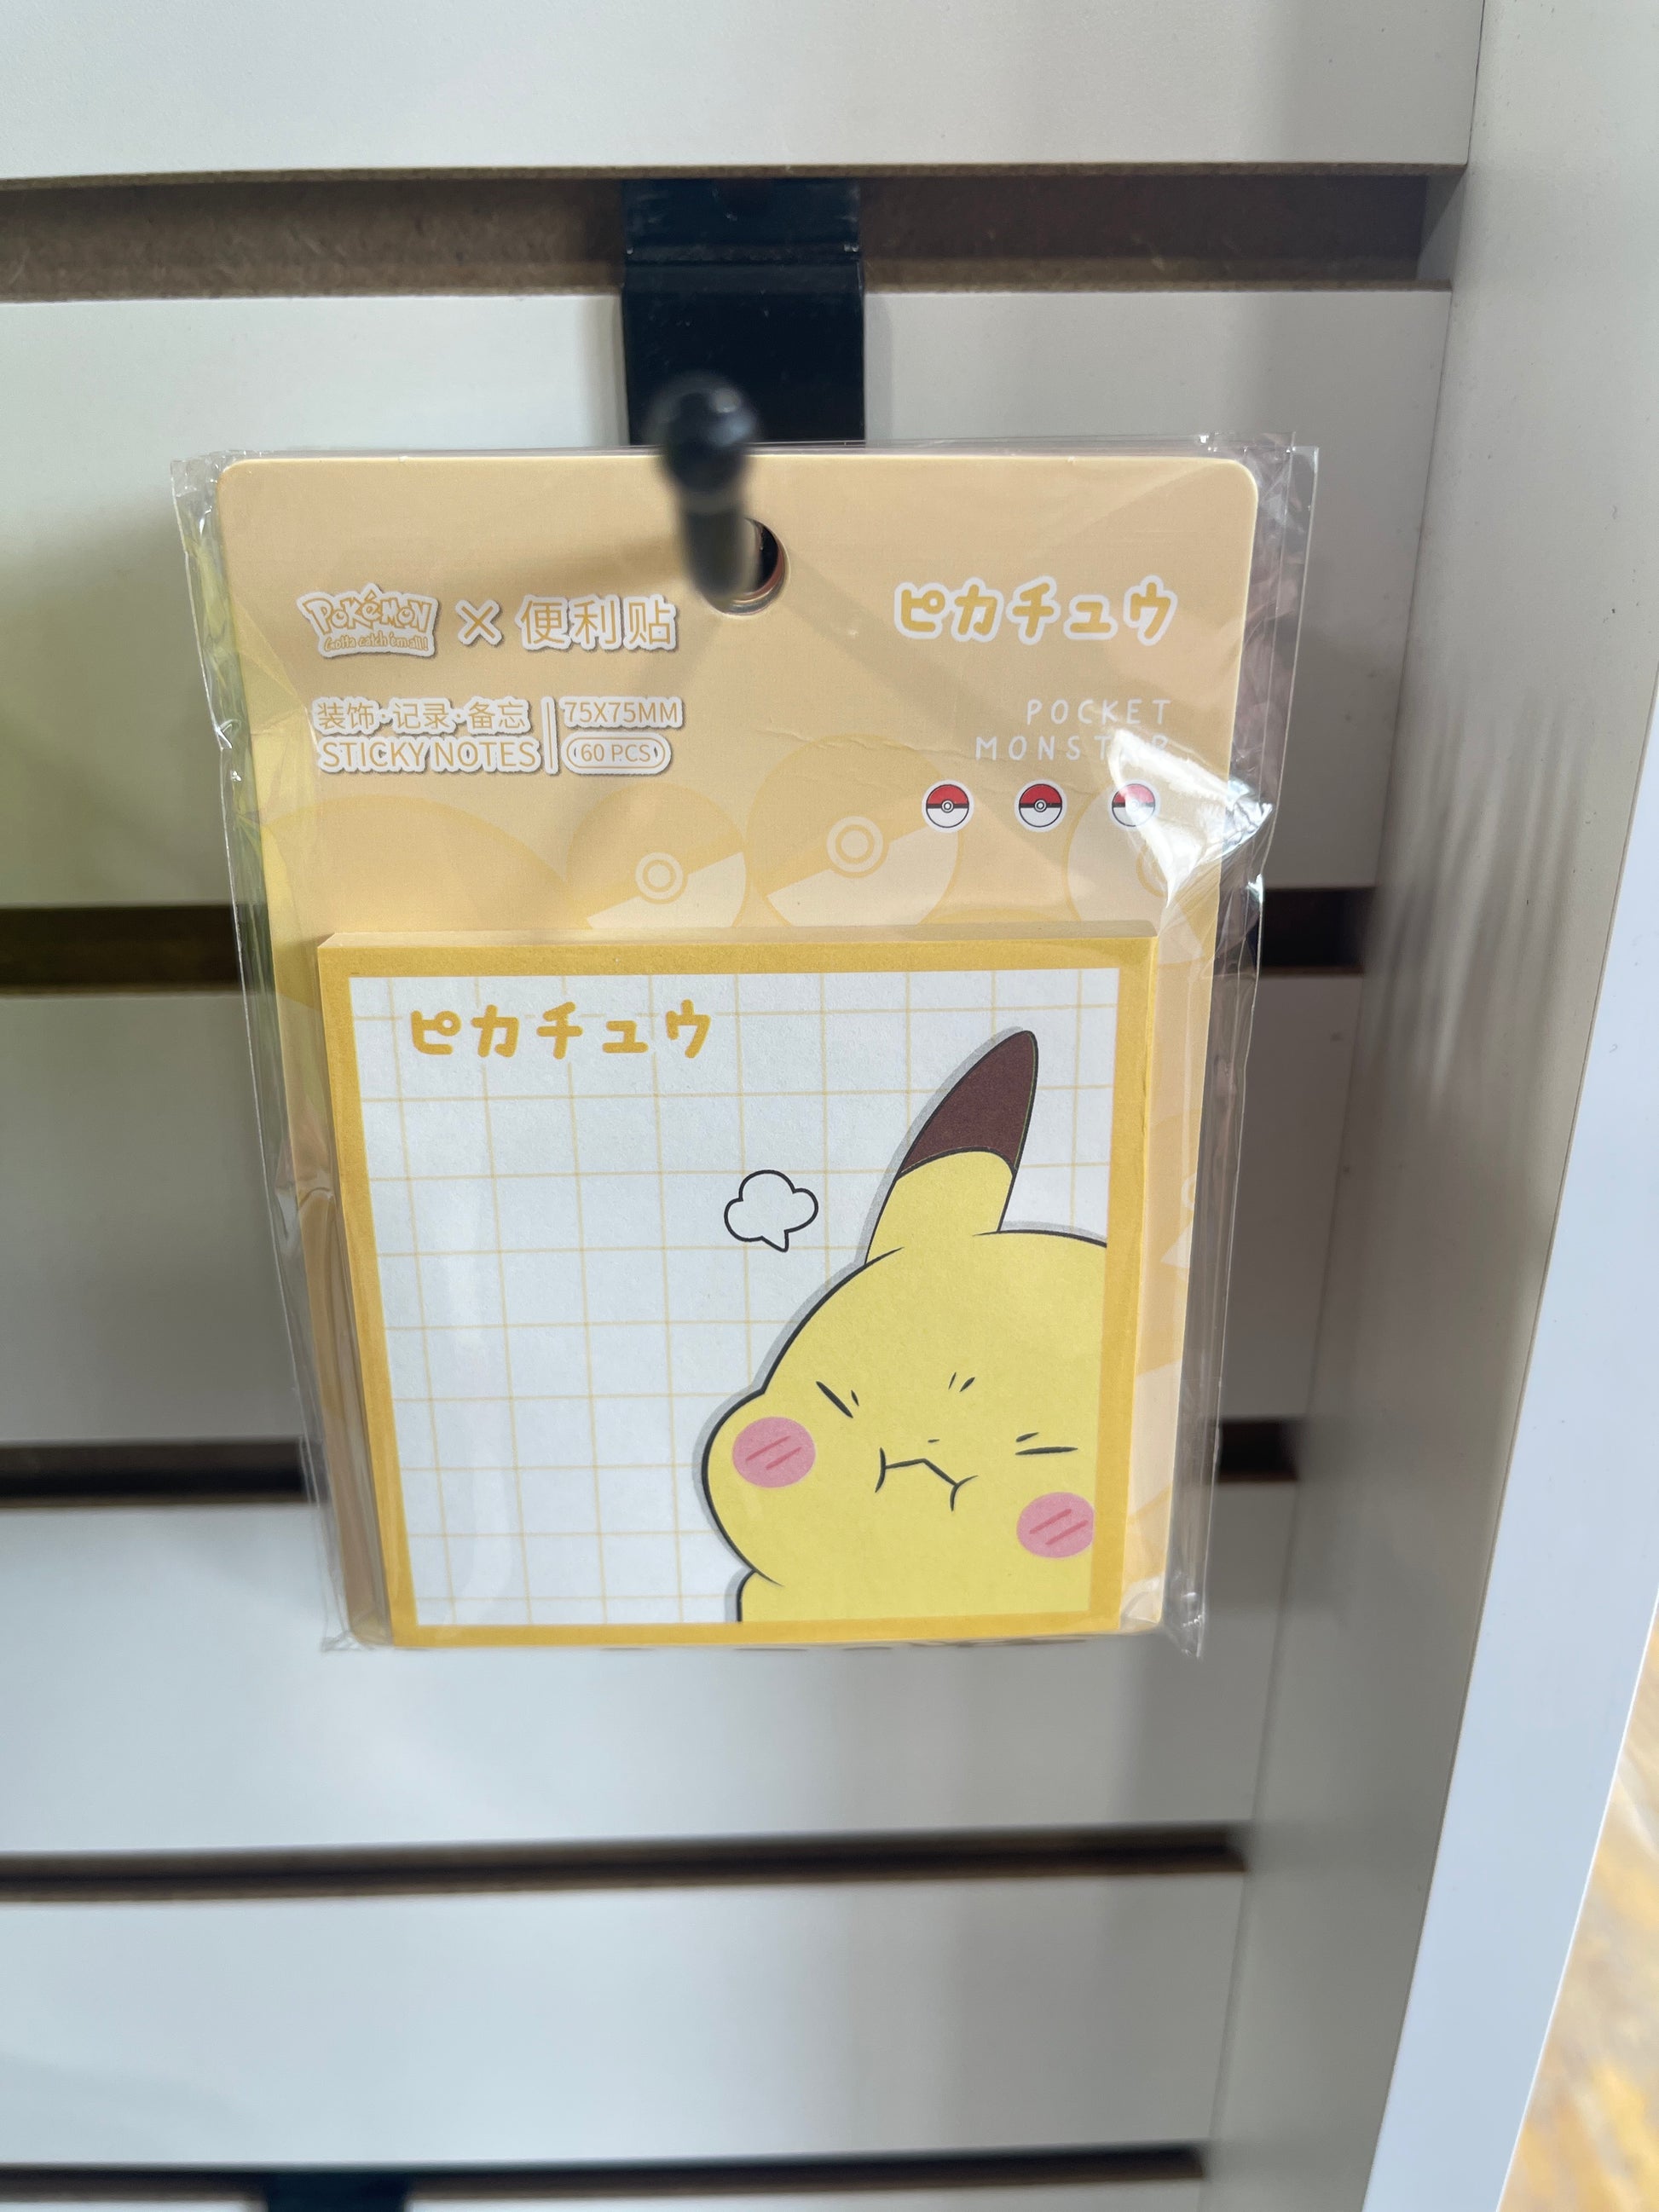 Pokémon
Gotta catch 'em all!
× 便利贴
ピカチュウ
装饰·记录·备忘
STICKY NOTES
75X75MM
60 PCS
POCKET
MONSTER
ピカチュウ